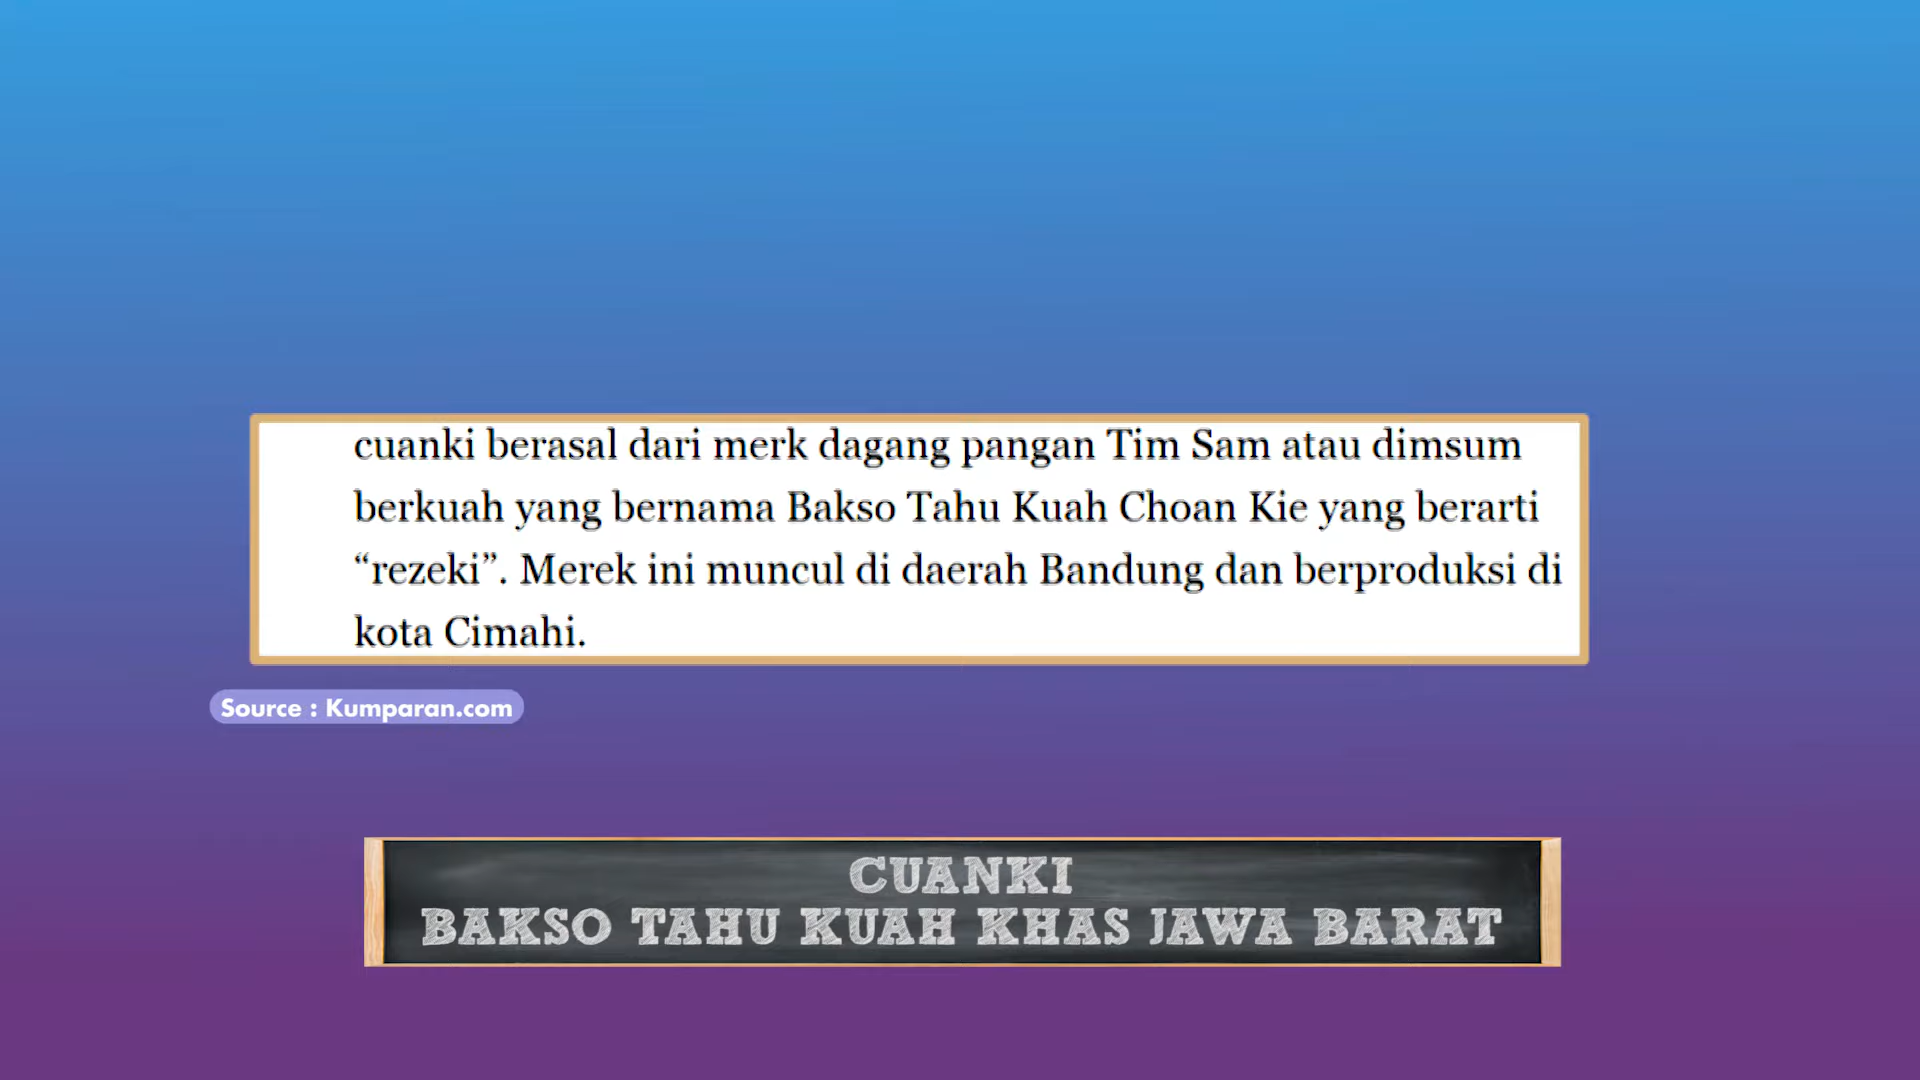 cuanki berasal dari merk dagang pangan Tim Sam atau dimsum
berkuah yang bernama Bakso Tahu Kuah Choan Kie yang berarti
“rezeki”. Merek ini muncul di daerah Bandung dan berproduksi di
kota Cimahi.
Source : Kumparan.com
CUANKI
BAKSO TAHU KUAH KHAS JAWA BARAT